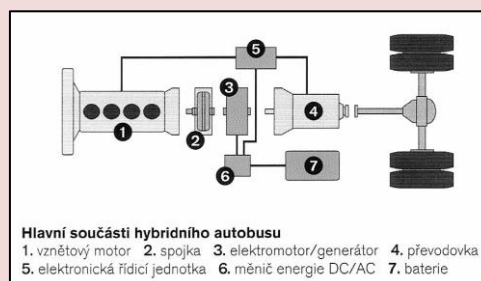 5
3
4
1
2
6
7
Hlavní součásti hybridního autobusu
1. vznětový motor 2. spojka 3. elektromotor/generátor 4. převodovka
5. elektronická řídicí jednotka 6. měnič energie DC/AC 7. baterie